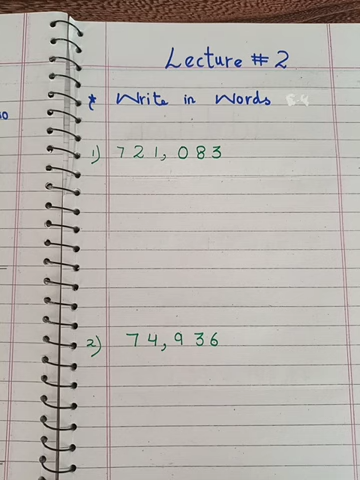 Lecture # 2
* Write in Words
1) 721,083
2) 74,936